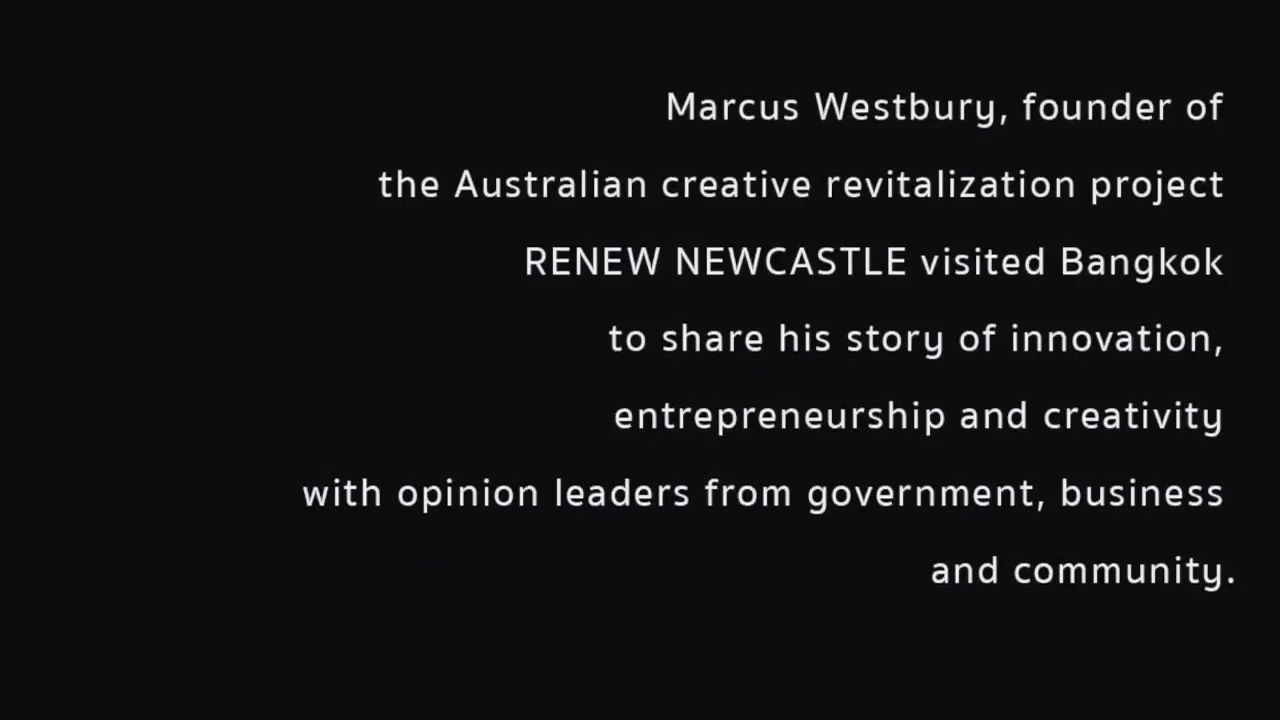 Marcus Westbury, founder of
the Australian creative revitalization project
RENEW NEWCASTLE visited Bangkok
to share his story of innovation,
entrepreneurship and creativity
with opinion leaders from government, business
and community.